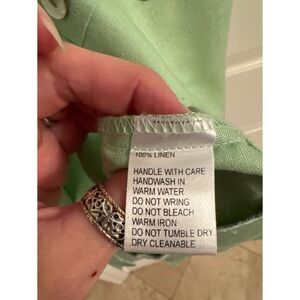 100% LINEN
HANDLE WITH CARE
HANDWASH IN
WARM WATER
DO NOT WRING
DO NOT BLEACH
WARM IRON
DO NOT TUMBLE DRY
DRY CLEANABLE